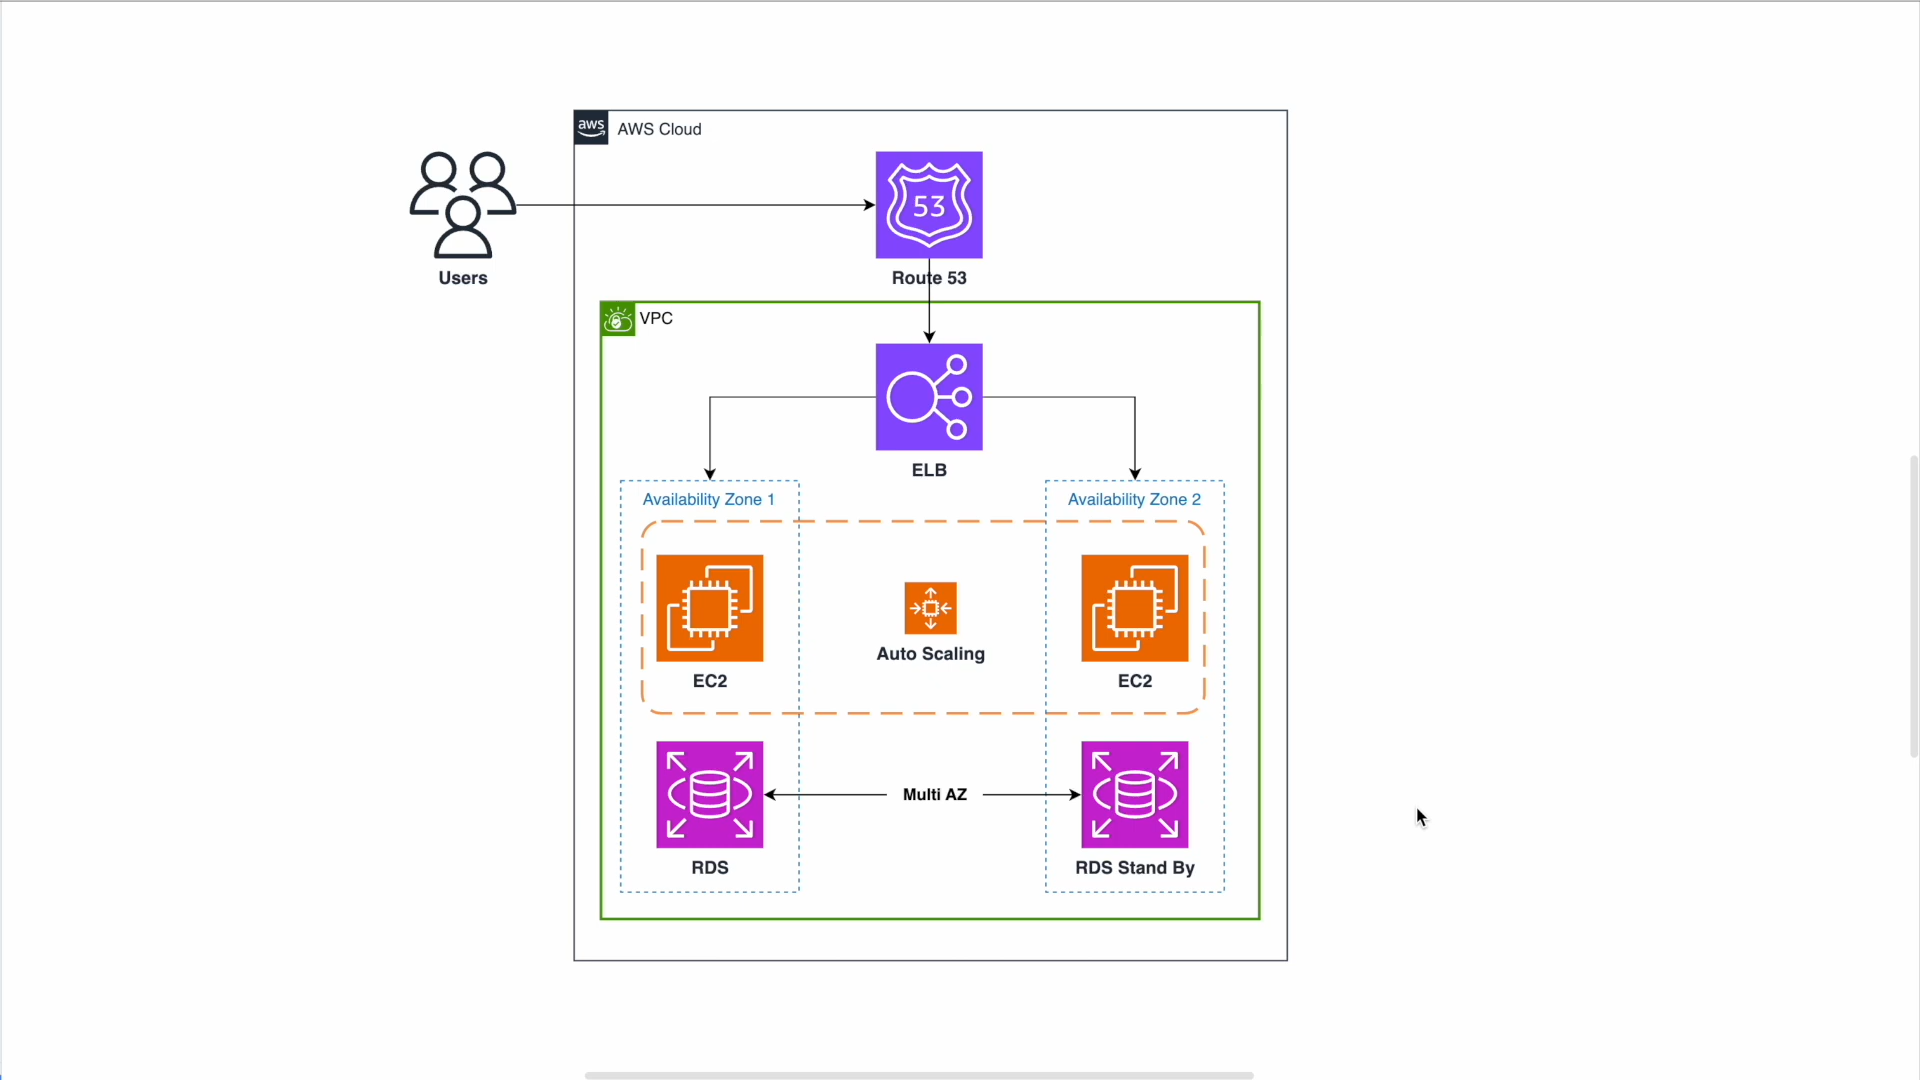 aws
AWS Cloud
53
Users
Route 53
VPC
ELB
Availability Zone 1
Availability Zone 2
Auto Scaling
EC2
EC2
Multi AZ
RDS
RDS Stand By